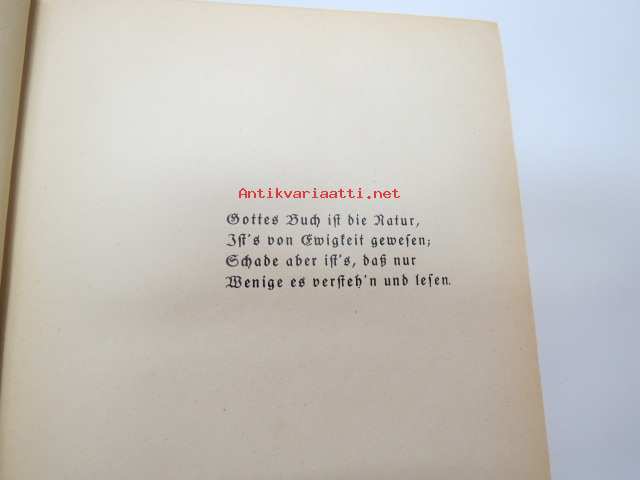 Antikvariaatti.net
Gottes Buch ist die Natur,
Ist's von Ewigkeit gewesen;
Schade aber ist's, daß nur
Wenige es versteh'n und lesen.